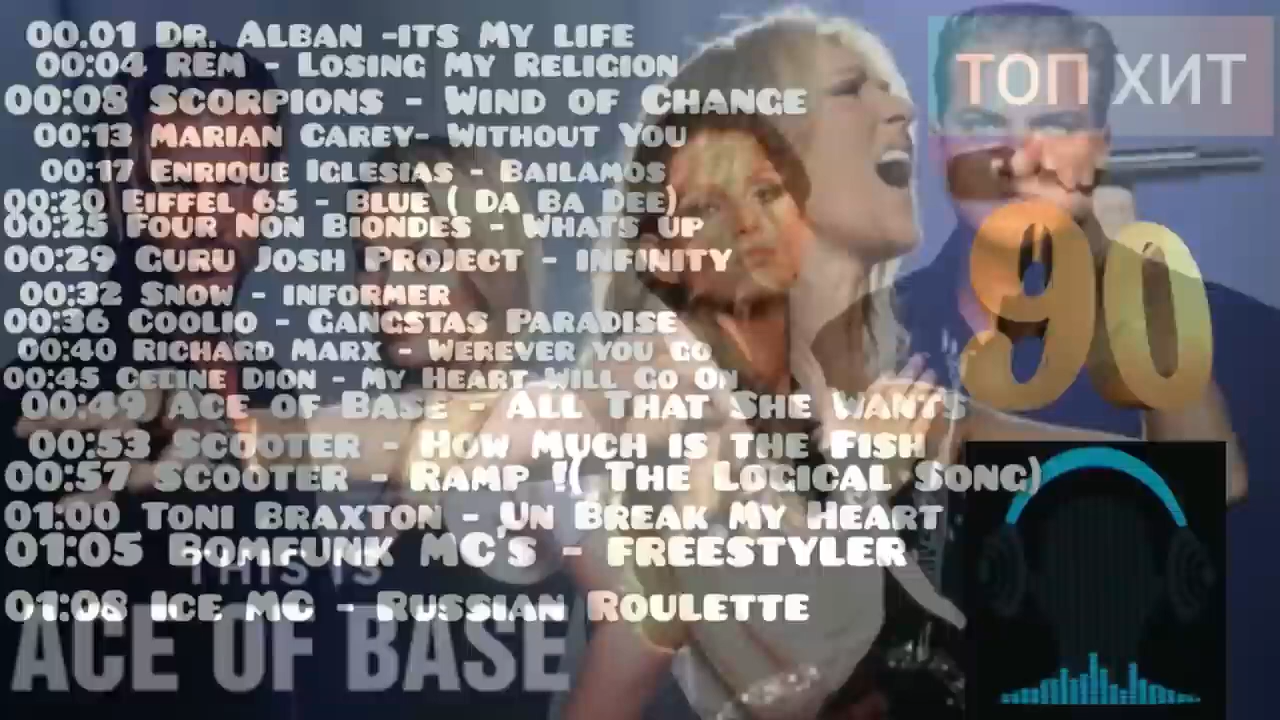 00.01 DR. ALBAN -ITS MY LIFE
00:04 REM - LOSING MY RELIGION
00:08 SCORPIONS - WIND OF CHANGE
00:13 MARIAN CAREY- WITHOUT YOU
00:17 ENRIQUE IGLESIAS - BAILAMOS
00:20 EIFFEL 65 - BLUE ( DA BA DEE)
00:25 FOUR NON BIONDES - WHATS UP
00:29 GURU JOSH PROJECT - INFINITY
00:32 SNOW - INFORMER
00:36 COOLIO - GANGSTAS PARADISE
00:40 RICHARD MARX - WEREVER YOU GO
00:45 CELINE DION - MY HEART WILL GO ON
00:49 ACE OF BASE - ALL THAT SHE WANTS
00:53 SCOOTER - HOW MUCH IS THE FISH
00:57 SCOOTER - RAMP !( THE LOGICAL SONG)
01:00 TONI BRAXTON - UN BREAK MY HEART
01:05 BOMFUNK MC'S - FREESTYLER
01:08 ICE MC - RUSSIAN ROULETTE
THIS IS
ACE OF BASE
ТОП ХИТ
90